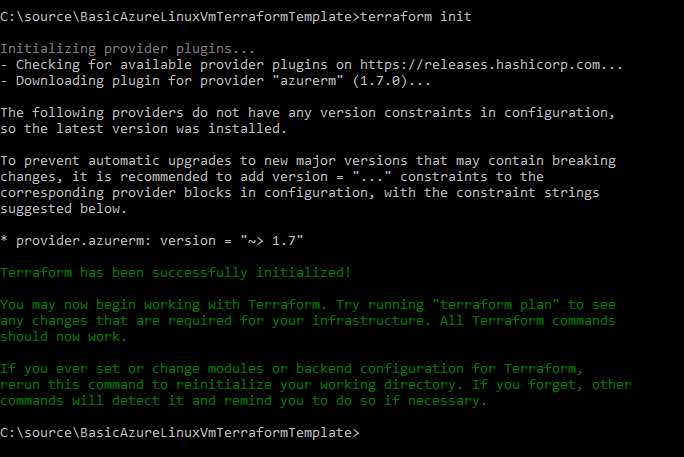 C:\source\BasicAzureLinuxVmTerraformTemplate>terraform init
Initializing provider plugins...
- Checking for available provider plugins on https://releases.hashicorp.com...
- Downloading plugin for provider "azurerm" (1.7.0)...
The following providers do not have any version constraints in configuration,
so the latest version was installed.
To prevent automatic upgrades to new major versions that may contain breaking
changes, it is recommended to add version = "..." constraints to the
corresponding provider blocks in configuration, with the constraint strings
suggested below.
* provider.azurerm: version = "~> 1.7"
Terraform has been successfully initialized!
You may now begin working with Terraform. Try running "terraform plan" to see
any changes that are required for your infrastructure. All Terraform commands
should now work.
If you ever set or change modules or backend configuration for Terraform,
rerun this command to reinitialize your working directory. If you forget, other
commands will detect it and remind you to do so if necessary.
C:\source\BasicAzureLinuxVmTerraformTemplate>